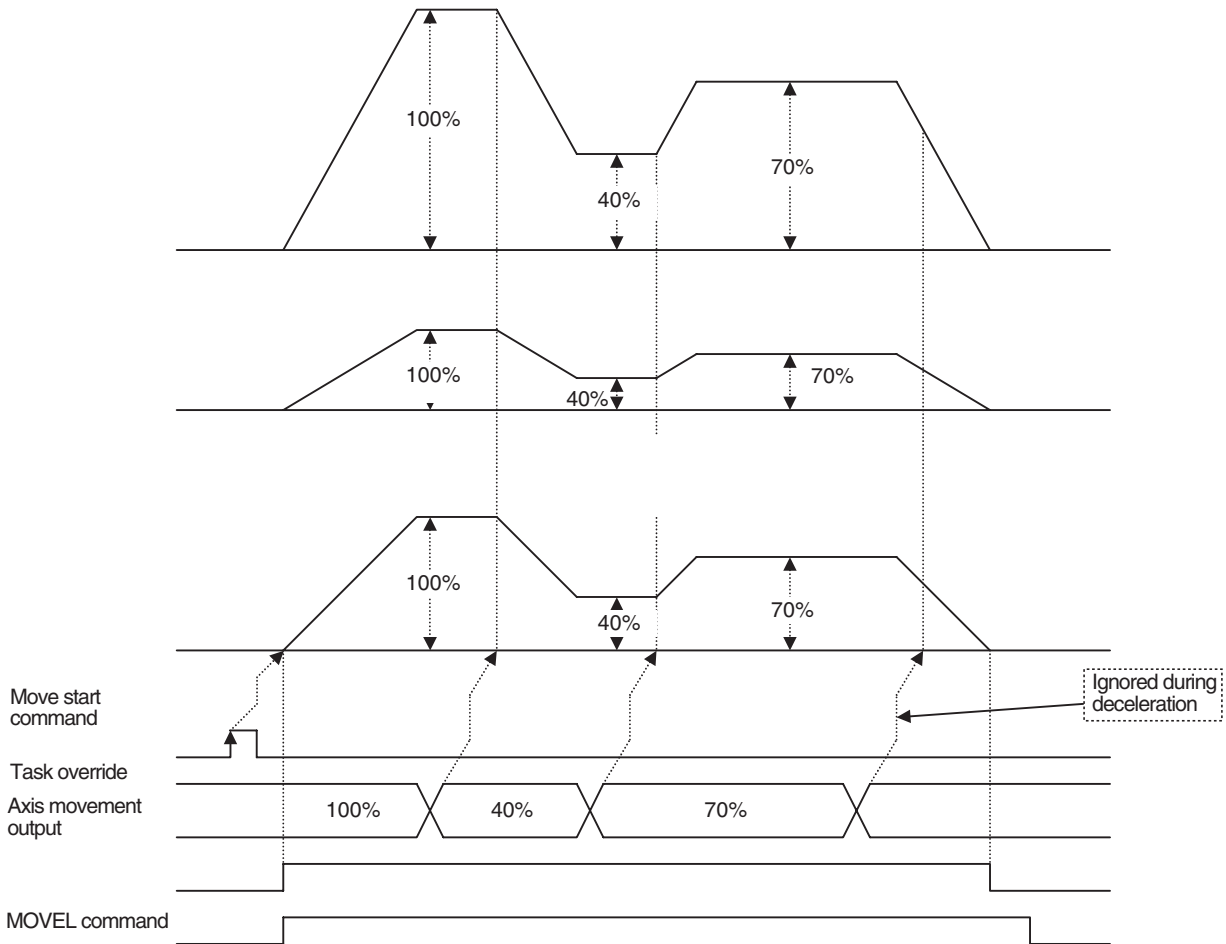 100%
40%
70%
100%
40%
70%
100%
40%
70%
Move start
command
Ignored during
deceleration
Task override
Axis movement
output
100%
40%
70%
MOVEL command